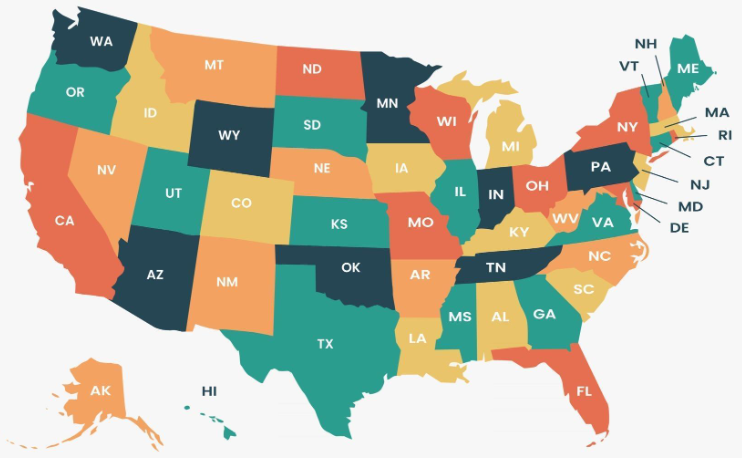 WA
OR
CA
ID
NV
MT
WY
UT
AZ
CO
NM
ND
SD
NE
KS
OK
TX
MN
IA
MO
AR
LA
WI
IL
MI
IN
OH
KY
TN
MS
AL
GA
FL
SC
NC
VA
WV
PA
NY
VT
NH
ME
MA
RI
CT
NJ
MD
DE
AK
HI